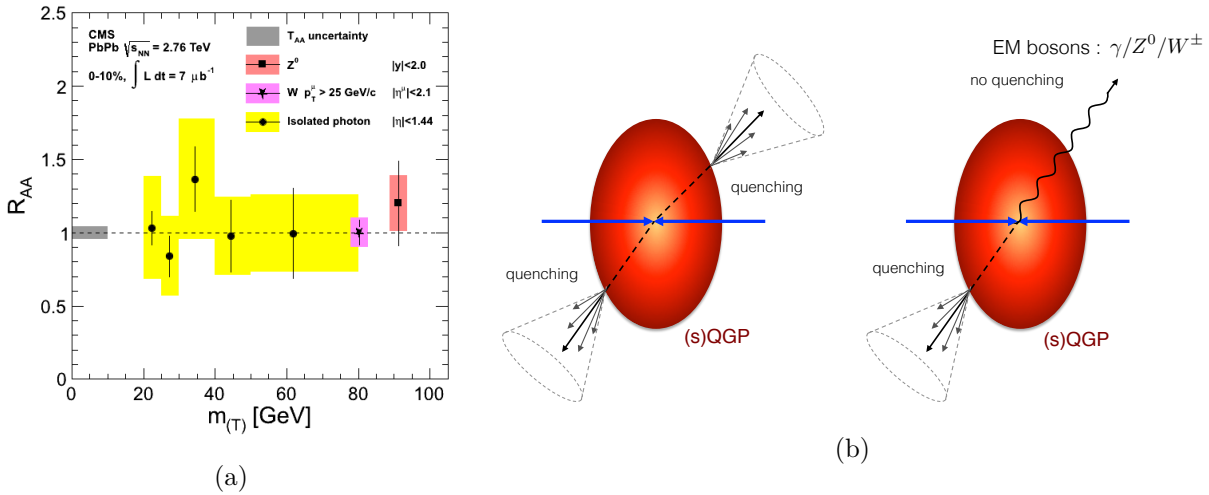 2.5
2
1.5
1
0.5
0
R_AA
CMS
PbPb √s_NN = 2.76 TeV
0-10%, ∫ L dt = 7 μb⁻¹
T_AA uncertainty
Z⁰ |y|<2.0
W p_T^μ > 25 GeV/c |η^μ|<2.1
Isolated photon |η|<1.44
0 20 40 60 80 100
m_(T) [GeV]
(a)
quenching
quenching
(s)QGP
EM bosons : γ/Z⁰/W±
no quenching
quenching
(s)QGP
(b)